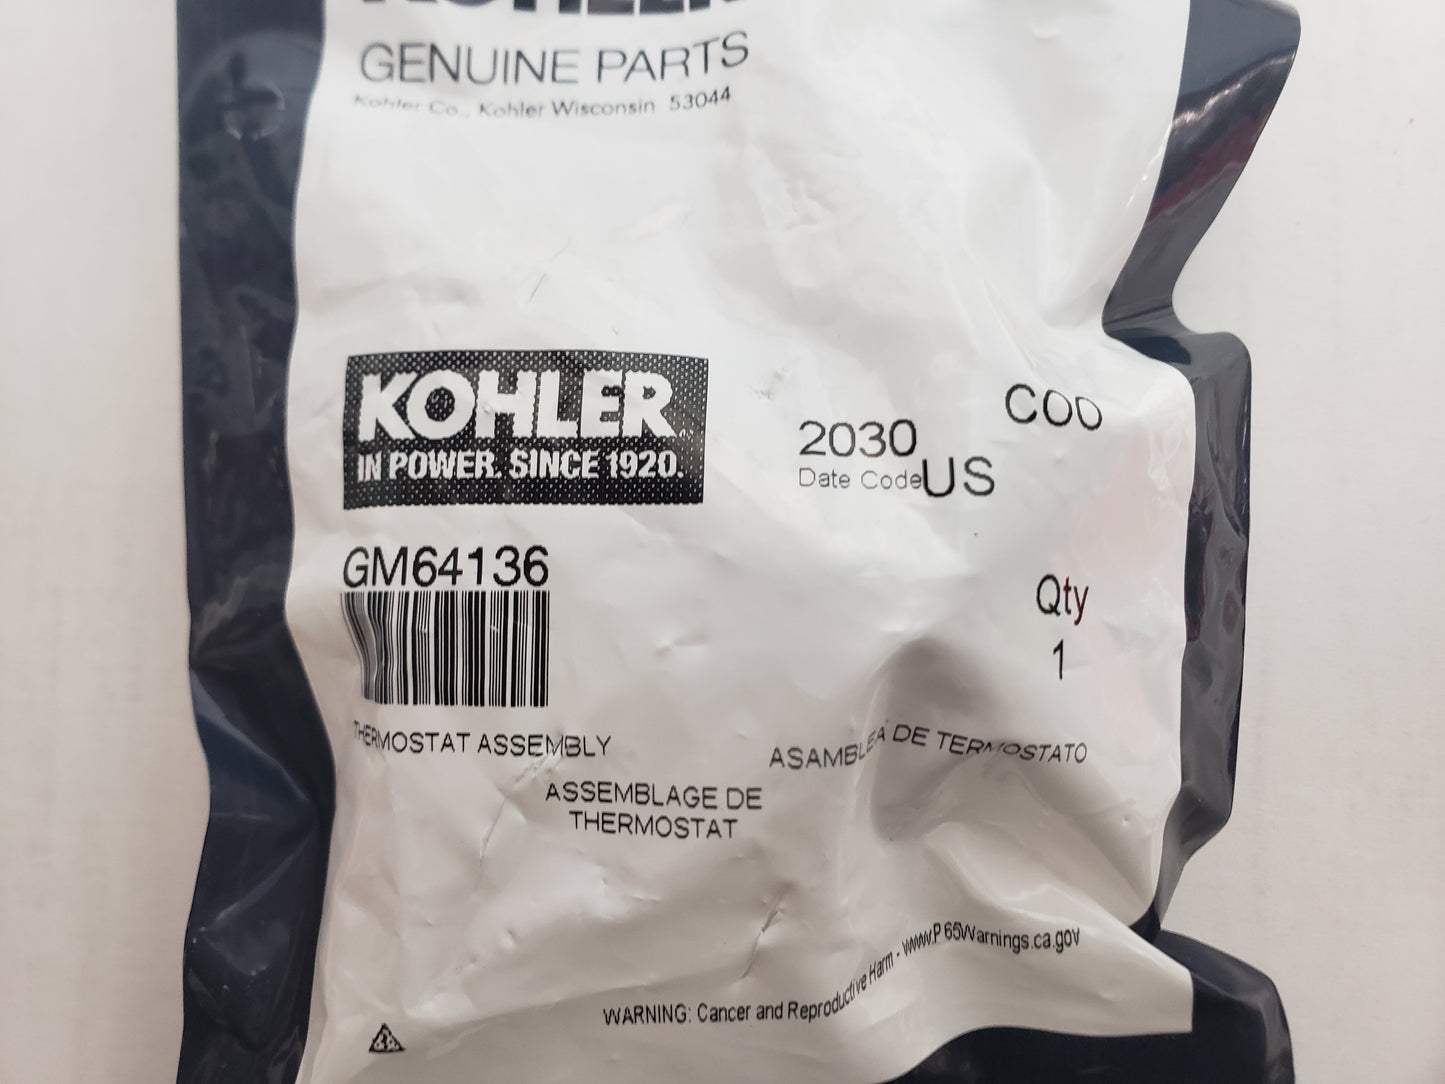 KOHLER
GENUINE PARTS
Kohler Co., Kohler Wisconsin 53044
KOHLER
IN POWER. SINCE 1920.
2030
Date Code
COO
US
GM64136
Qty
1
THERMOSTAT ASSEMBLY
ASSEMBLAGE DE
THERMOSTAT
ASAMBLEA DE TERMOSTATO
WARNING: Cancer and Reproductive Harm - www.P65Warnings.ca.gov